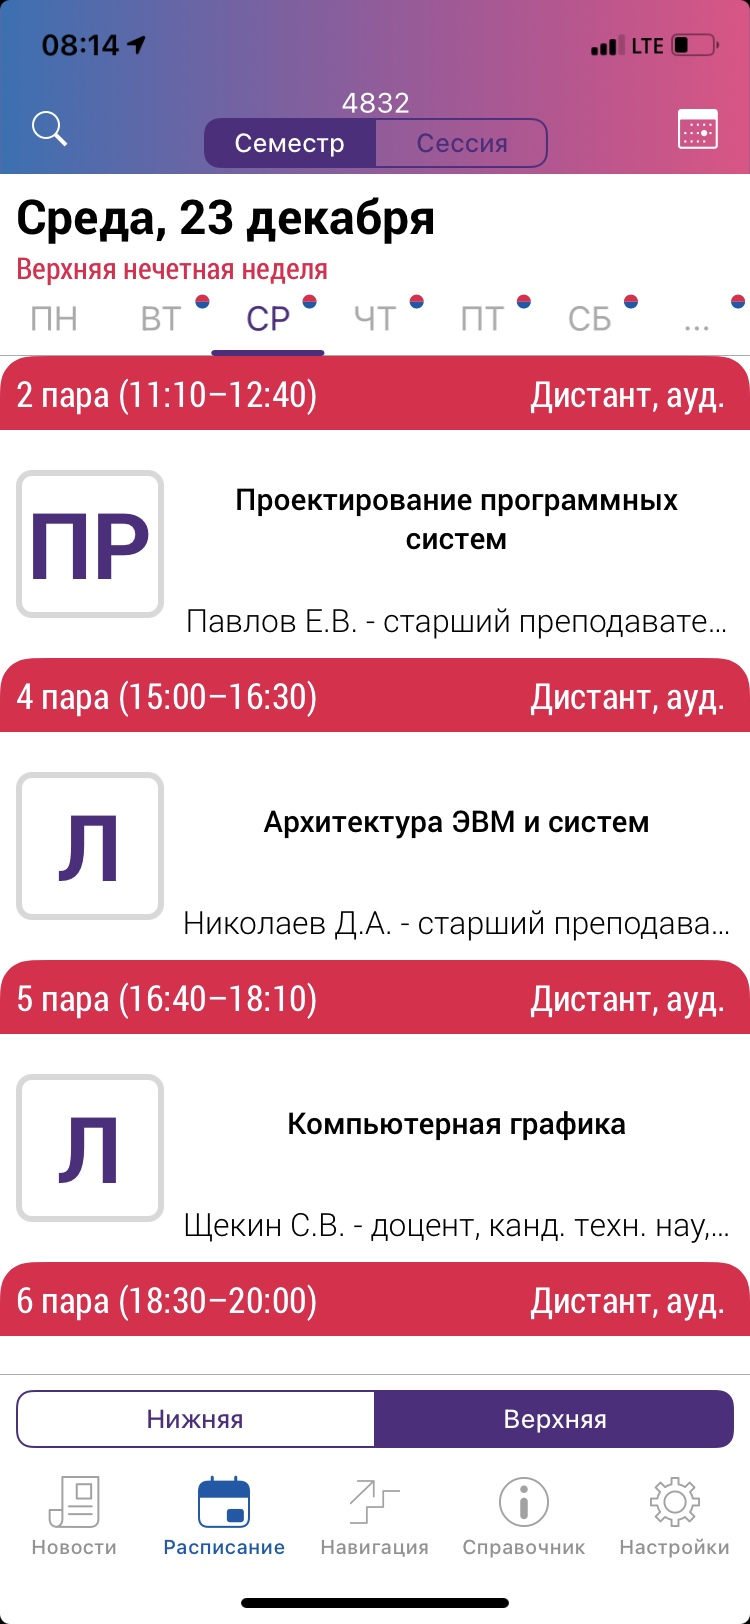 08:14
LTE
4832
Семестр
Сессия
Среда, 23 декабря
Верхняя нечетная неделя
ПН ВТ СР ЧТ ПТ СБ ...
2 пара (11:10–12:40) Дистант, ауд.
ПР
Проектирование программных
систем
Павлов Е.В. - старший преподавате...
4 пара (15:00–16:30) Дистант, ауд.
Л
Архитектура ЭВМ и систем
Николаев Д.А. - старший преподава...
5 пара (16:40–18:10) Дистант, ауд.
Л
Компьютерная графика
Щекин С.В. - доцент, канд. техн. нау,...
6 пара (18:30–20:00) Дистант, ауд.
Нижняя Верхняя
Новости Расписание Навигация Справочник Настройки